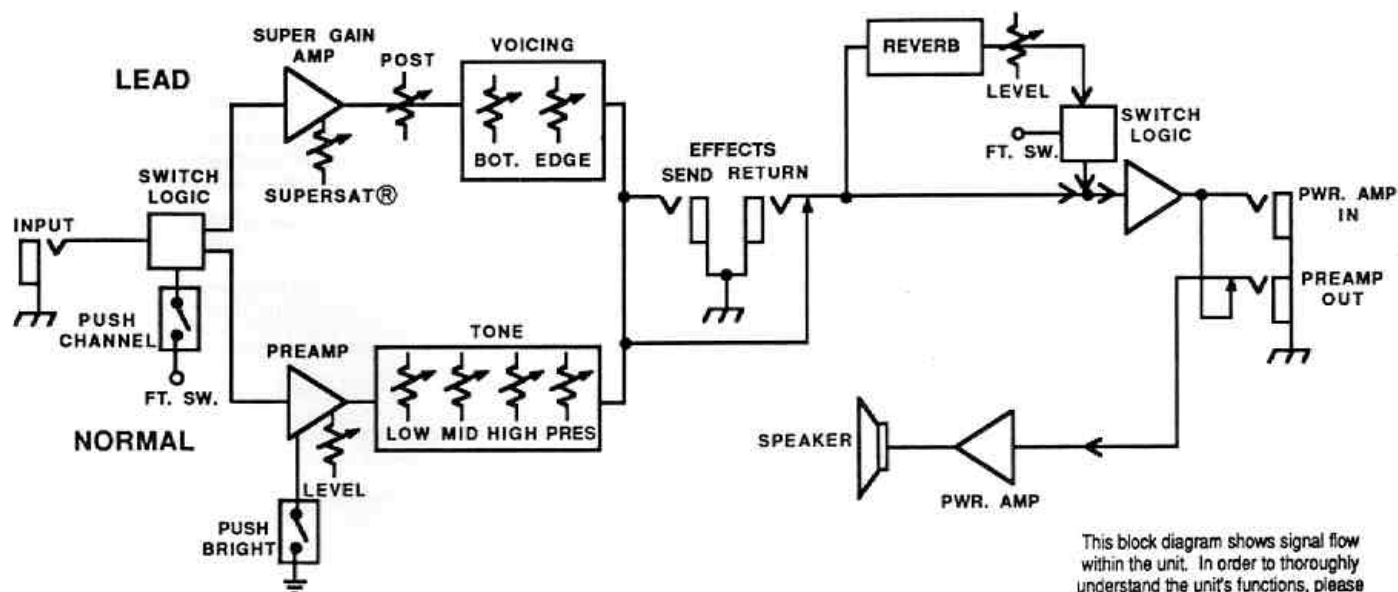 SUPER GAIN
AMP
POST
VOICING
LEAD
BOT. EDGE
SUPERSAT®
SWITCH
LOGIC
INPUT
PUSH
CHANNEL
FT. SW.
NORMAL
PREAMP
LEVEL
PUSH
BRIGHT
TONE
LOW MID HIGH PRES
EFFECTS
SEND RETURN
REVERB
LEVEL
SWITCH
LOGIC
FT. SW.
PWR. AMP
IN
PREAMP
OUT
SPEAKER
PWR. AMP
This block diagram shows signal flow
within the unit. In order to thoroughly
understand the unit's functions, please